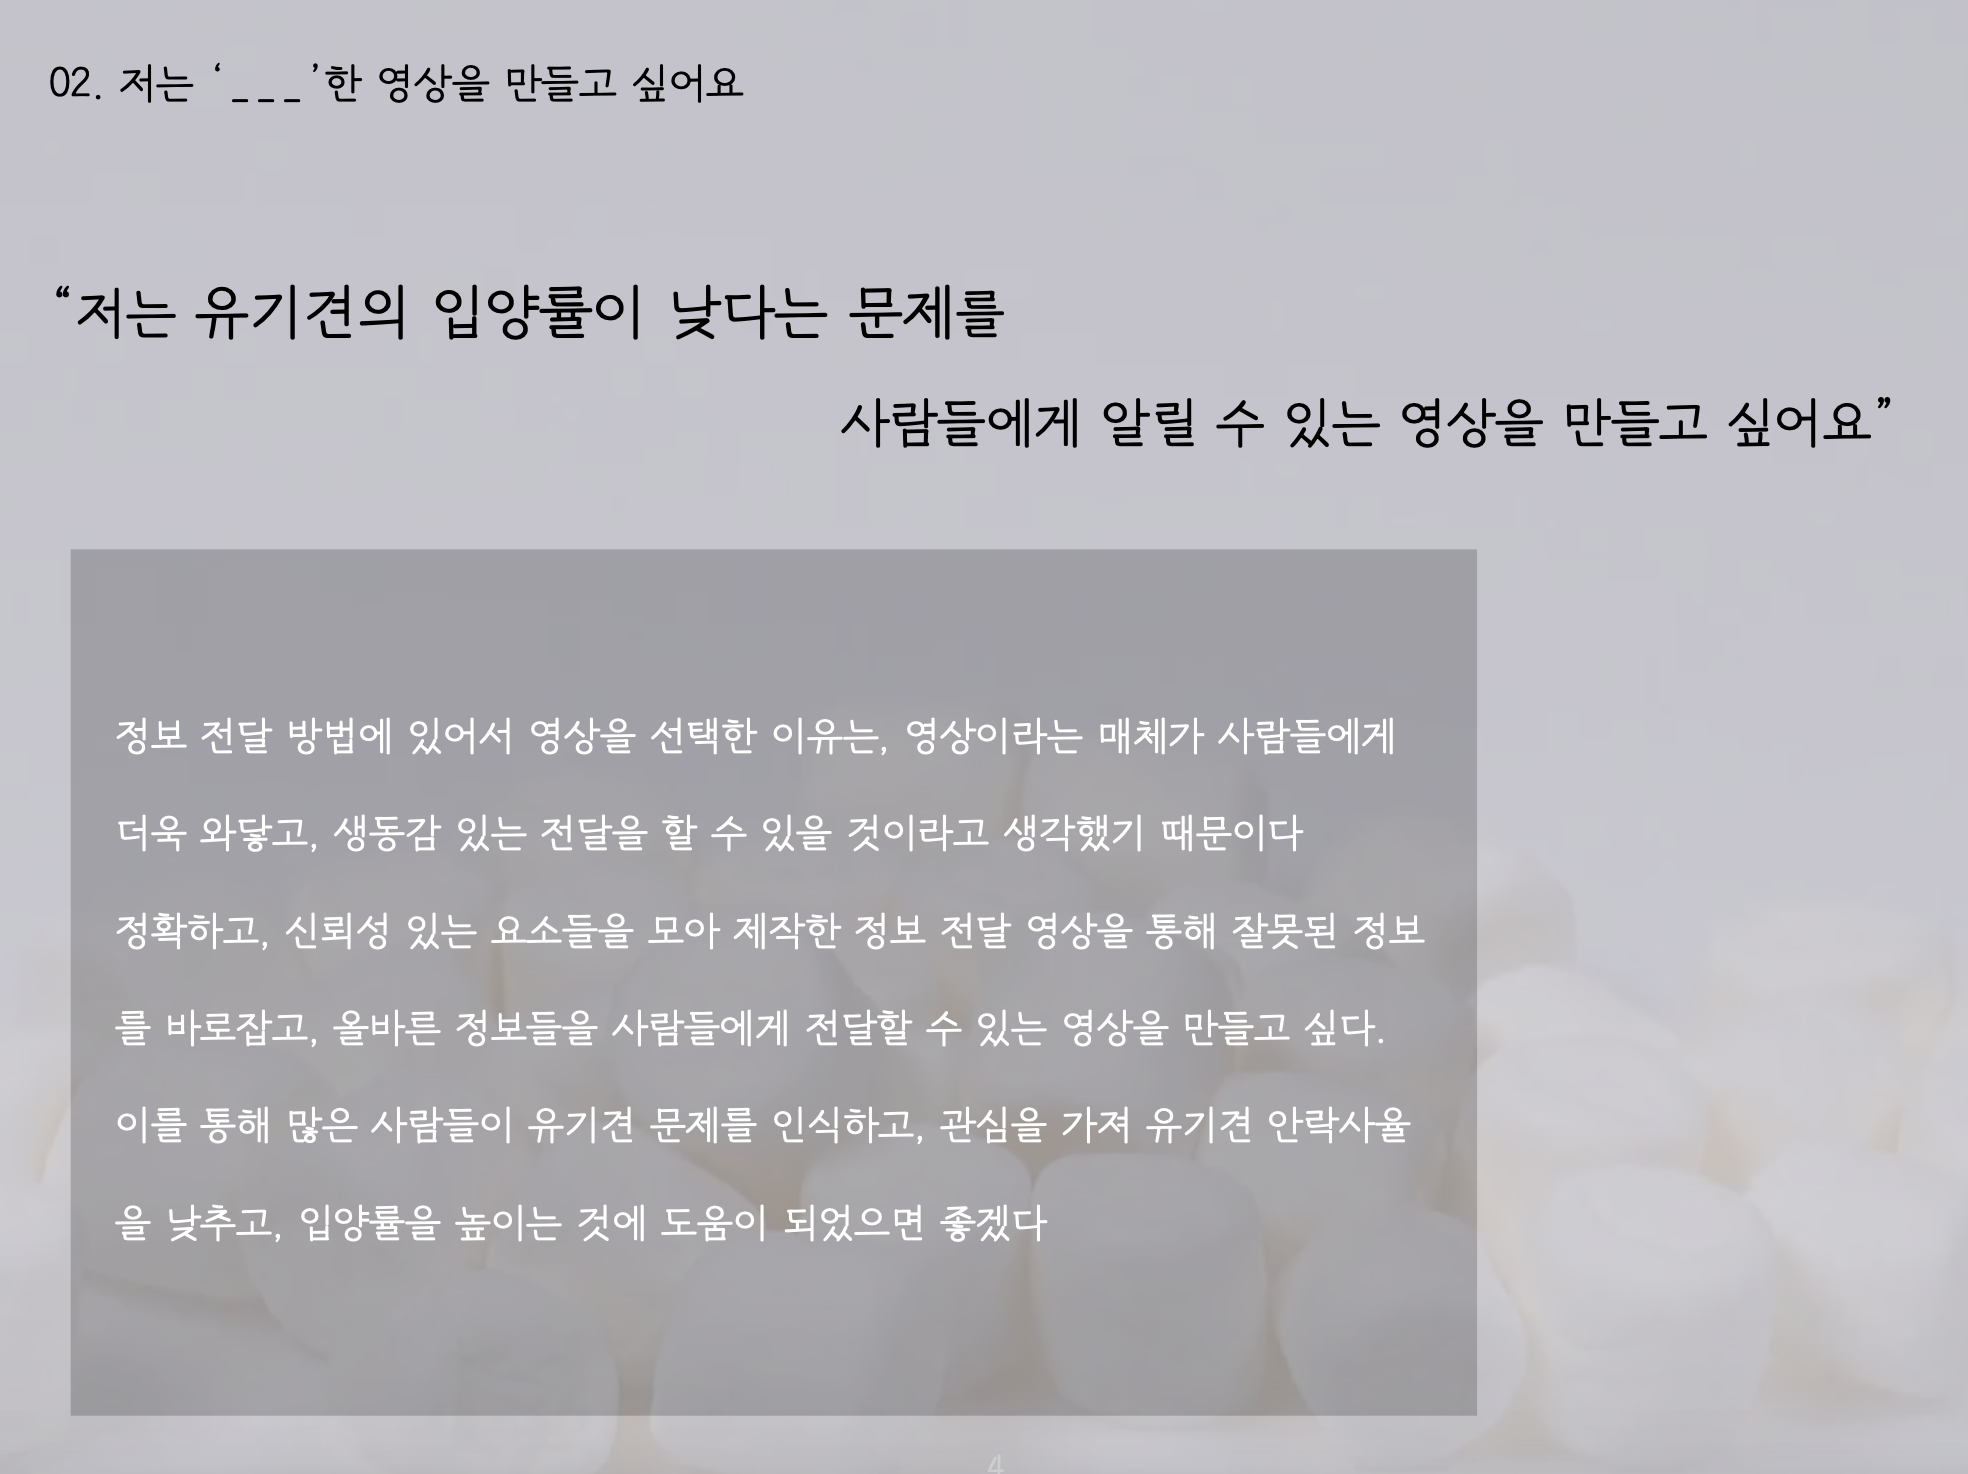 02. 저는 ‘___’한 영상을 만들고 싶어요
“저는 유기견의 입양률이 낮다는 문제를
사람들에게 알릴 수 있는 영상을 만들고 싶어요”
정보 전달 방법에 있어서 영상을 선택한 이유는, 영상이라는 매체가 사람들에게
더욱 와닿고, 생동감 있는 전달을 할 수 있을 것이라고 생각했기 때문이다
정확하고, 신뢰성 있는 요소들을 모아 제작한 정보 전달 영상을 통해 잘못된 정보
를 바로잡고, 올바른 정보들을 사람들에게 전달할 수 있는 영상을 만들고 싶다.
이를 통해 많은 사람들이 유기견 문제를 인식하고, 관심을 가져 유기견 안락사율
을 낮추고, 입양률을 높이는 것에 도움이 되었으면 좋겠다
4